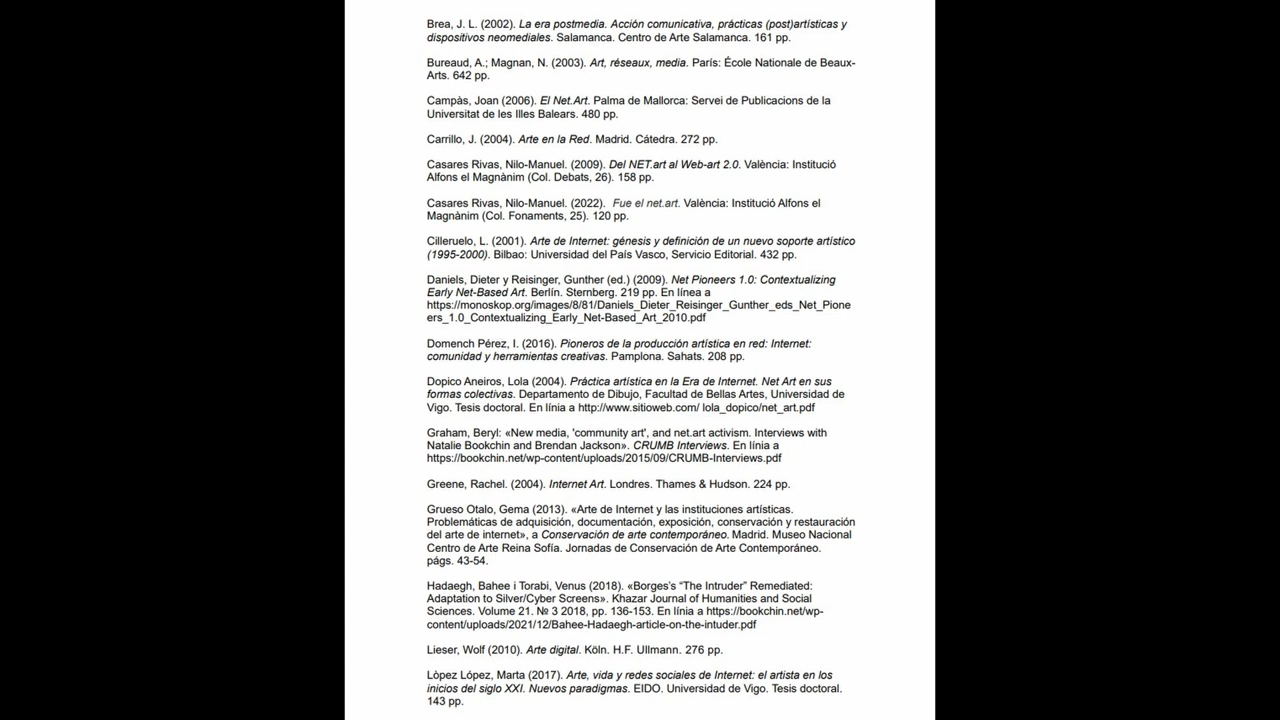 Brea, J. L. (2002). La era postmedia. Acción comunicativa, prácticas (post)artísticas y
dispositivos neomediales. Salamanca. Centro de Arte Salamanca. 161 pp.
Bureaud, A.; Magnan, N. (2003). Art, réseaux, media. París: École Nationale de Beaux-
Arts. 642 pp.
Campàs, Joan (2006). El Net.Art. Palma de Mallorca: Servei de Publicacions de la
Universitat de les Illes Balears. 480 pp.
Carrillo, J. (2004). Arte en la Red. Madrid. Cátedra. 272 pp.
Casares Rivas, Nilo-Manuel. (2009). Del NET.art al Web-art 2.0. València: Institució
Alfons el Magnànim (Col. Debats, 26). 158 pp.
Casares Rivas, Nilo-Manuel. (2022). Fue el net.art. València: Institució Alfons el
Magnànim (Col. Fonaments, 25). 120 pp.
Cilleruelo, L. (2001). Arte de Internet: génesis y definición de un nuevo soporte artístico
(1995-2000). Bilbao: Universidad del País Vasco, Servicio Editorial. 432 pp.
Daniels, Dieter y Reisinger, Gunther (ed.) (2009). Net Pioneers 1.0: Contextualizing
Early Net-Based Art. Berlín. Sternberg. 219 pp. En línea a
https://monoskop.org/images/8/81/Daniels_Dieter_Reisinger_Gunther_eds_Net_Pione
ers_1.0_Contextualizing_Early_Net-Based_Art_2010.pdf
Domench Pérez, I. (2016). Pioneros de la producción artística en red: Internet:
comunidad y herramientas creativas. Pamplona. Sahats. 208 pp.
Dopico Aneiros, Lola (2004). Práctica artística en la Era de Internet. Net Art en sus
formas colectivas. Departamento de Dibujo, Facultad de Bellas Artes, Universidad de
Vigo. Tesis doctoral. En línia a http://www.sitioweb.com/ lola_dopico/net_art.pdf
Graham, Beryl: «New media, 'community art', and net.art activism. Interviews with
Natalie Bookchin and Brendan Jackson». CRUMB Interviews. En línia a
https://bookchin.net/wp-content/uploads/2015/09/CRUMB-Interviews.pdf
Greene, Rachel. (2004). Internet Art. Londres. Thames & Hudson. 224 pp.
Grueso Otalo, Gema (2013). «Arte de Internet y las instituciones artísticas.
Problemáticas de adquisición, documentación, exposición, conservación y restauración
del arte de internet», a Conservación de arte contemporáneo. Madrid. Museo Nacional
Centro de Arte Reina Sofía. Jornadas de Conservación de Arte Contemporáneo.
págs. 43-54.
Hadaegh, Bahee i Torabi, Venus (2018). «Borges's “The Intruder” Remediated:
Adaptation to Silver/Cyber Screens». Khazar Journal of Humanities and Social
Sciences. Volume 21. № 3 2018, pp. 136-153. En línia a https://bookchin.net/wp-
content/uploads/2021/12/Bahee-Hadaegh-article-on-the-intuder.pdf
Lieser, Wolf (2010). Arte digital. Köln. H.F. Ullmann. 276 pp.
Lòpez López, Marta (2017). Arte, vida y redes sociales de Internet: el artista en los
inicios del siglo XXI. Nuevos paradigmas. EIDO. Universidad de Vigo. Tesis doctoral.
143 pp.